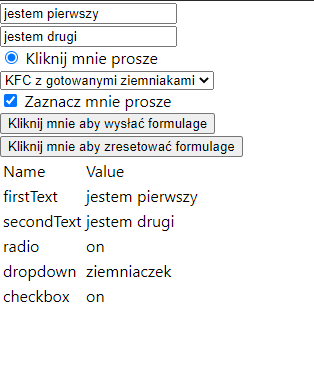 jestem pierwszy
jestem drugi
Kliknij mnie prosze
KFC z gotowanymi ziemniakami
Zaznacz mnie prosze
Kliknij mnie aby wysłać formulage
Kliknij mnie aby zresetować formulage
Name Value
firstText jestem pierwszy
secondText jestem drugi
radio on
dropdown ziemniaczek
checkbox on